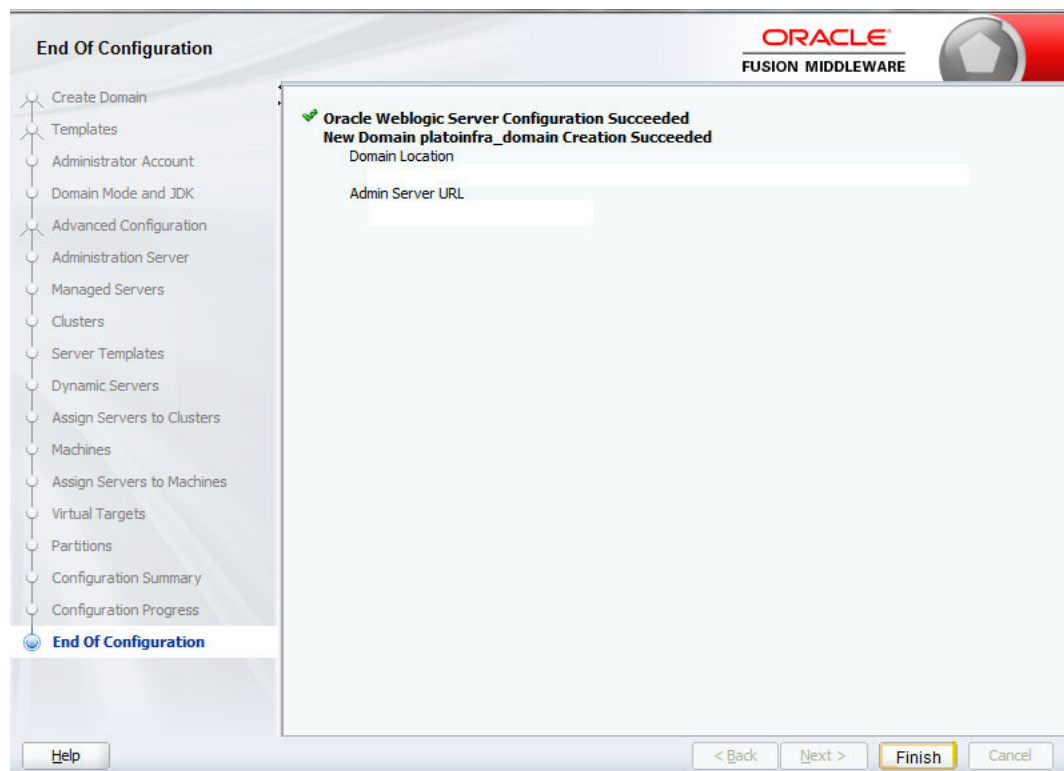 End Of Configuration
ORACLE
FUSION MIDDLEWARE
Create Domain
Templates
Administrator Account
Domain Mode and JDK
Advanced Configuration
Administration Server
Managed Servers
Clusters
Server Templates
Dynamic Servers
Assign Servers to Clusters
Machines
Assign Servers to Machines
Virtual Targets
Partitions
Configuration Summary
Configuration Progress
End Of Configuration
Oracle Weblogic Server Configuration Succeeded
New Domain platoinfra_domain Creation Succeeded
Domain Location
Admin Server URL
Help
< Back
Next >
Finish
Cancel